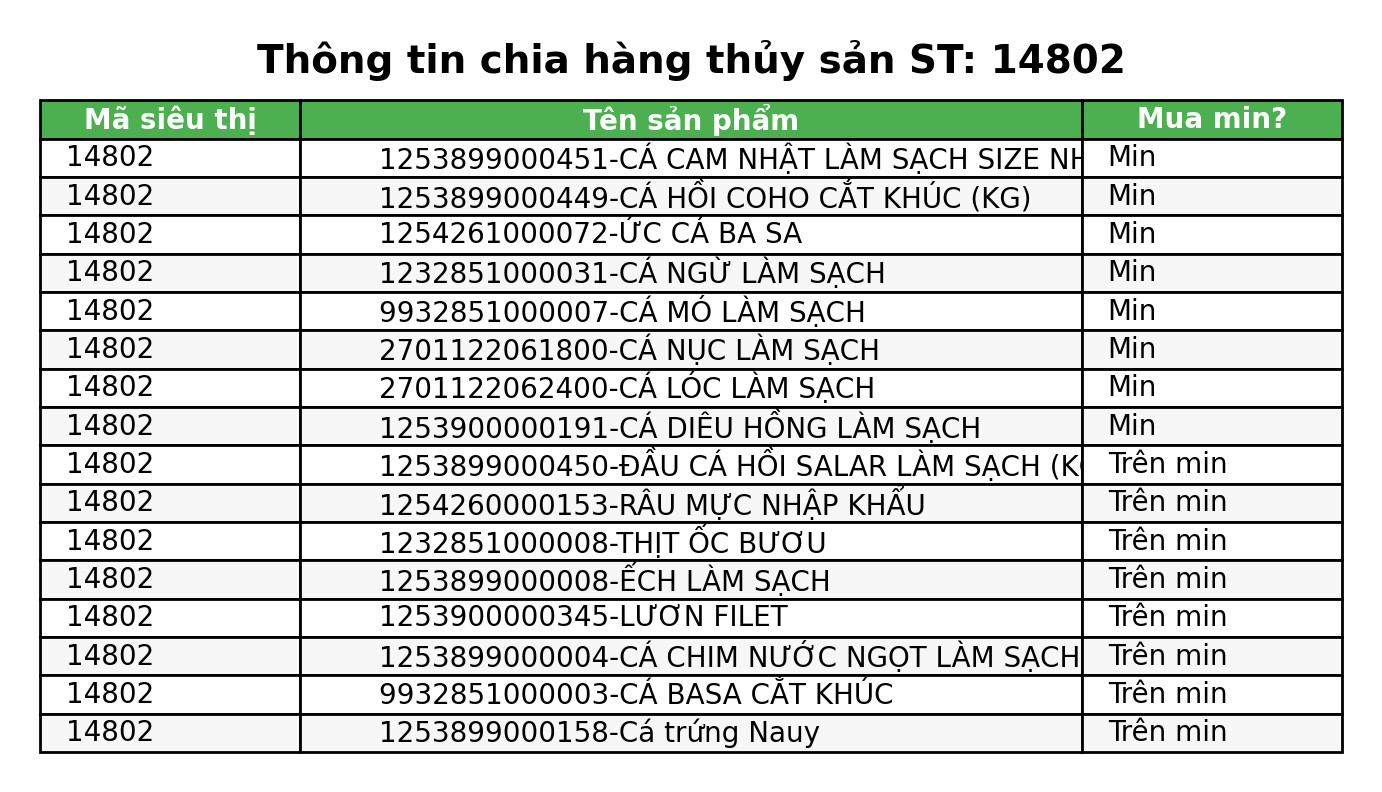 Thông tin chia hàng thủy sản ST: 14802
Mã siêu thị Tên sản phẩm Mua min?
14802 1253899000451-CÁ CAM NHẬT LÀM SẠCH SIZE Min
14802 1253899000449-CÁ HỒI COHO CẮT KHÚC (KG) Min
14802 1254261000072-ỨC CÁ BA SA Min
14802 1232851000031-CÁ NGỪ LÀM SẠCH Min
14802 9932851000007-CÁ MÓ LÀM SẠCH Min
14802 2701122061800-CÁ NỤC LÀM SẠCH Min
14802 2701122062400-CÁ LÓC LÀM SẠCH Min
14802 1253900000191-CÁ DIÊU HỒNG LÀM SẠCH Min
14802 1253899000450-ĐẦU CÁ HỒI SALAR LÀM SẠCH Trên min
14802 1254260000153-RÂU MỰC NHẬP KHẨU Trên min
14802 1232851000008-THỊT ỐC BƯƠU Trên min
14802 1253899000008-ẾCH LÀM SẠCH Trên min
14802 1253900000345-LƯƠN FILET Trên min
14802 1253899000004-CÁ CHIM NƯỚC NGỌT LÀM SẠCH Trên min
14802 9932851000003-CÁ BASA CẮT KHÚC Trên min
14802 1253899000158-Cá trứng Nauy Trên min